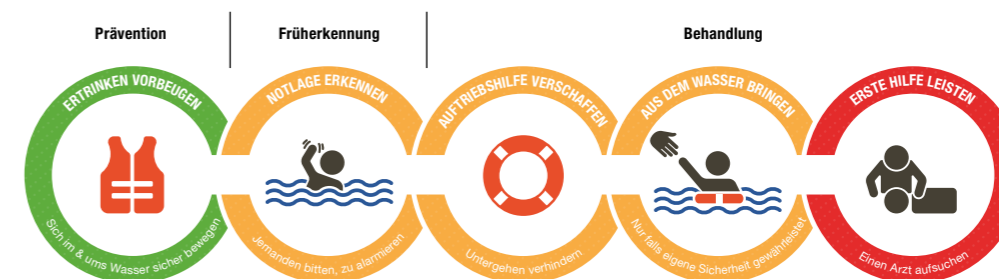 Prävention
Früherkennung
Behandlung
ERTRINKEN VORBEUGEN
Sich im & ums Wasser sicher bewegen
NOTLAGE ERKENNEN
Jemanden bitten, zu alarmieren
AUFTRIEBSHILFE VERSCHAFFEN
Untergehen verhindern
AUS DEM WASSER BRINGEN
Nur falls eigene Sicherheit gewährleistet
ERSTE HILFE LEISTEN
Einen Arzt aufsuchen